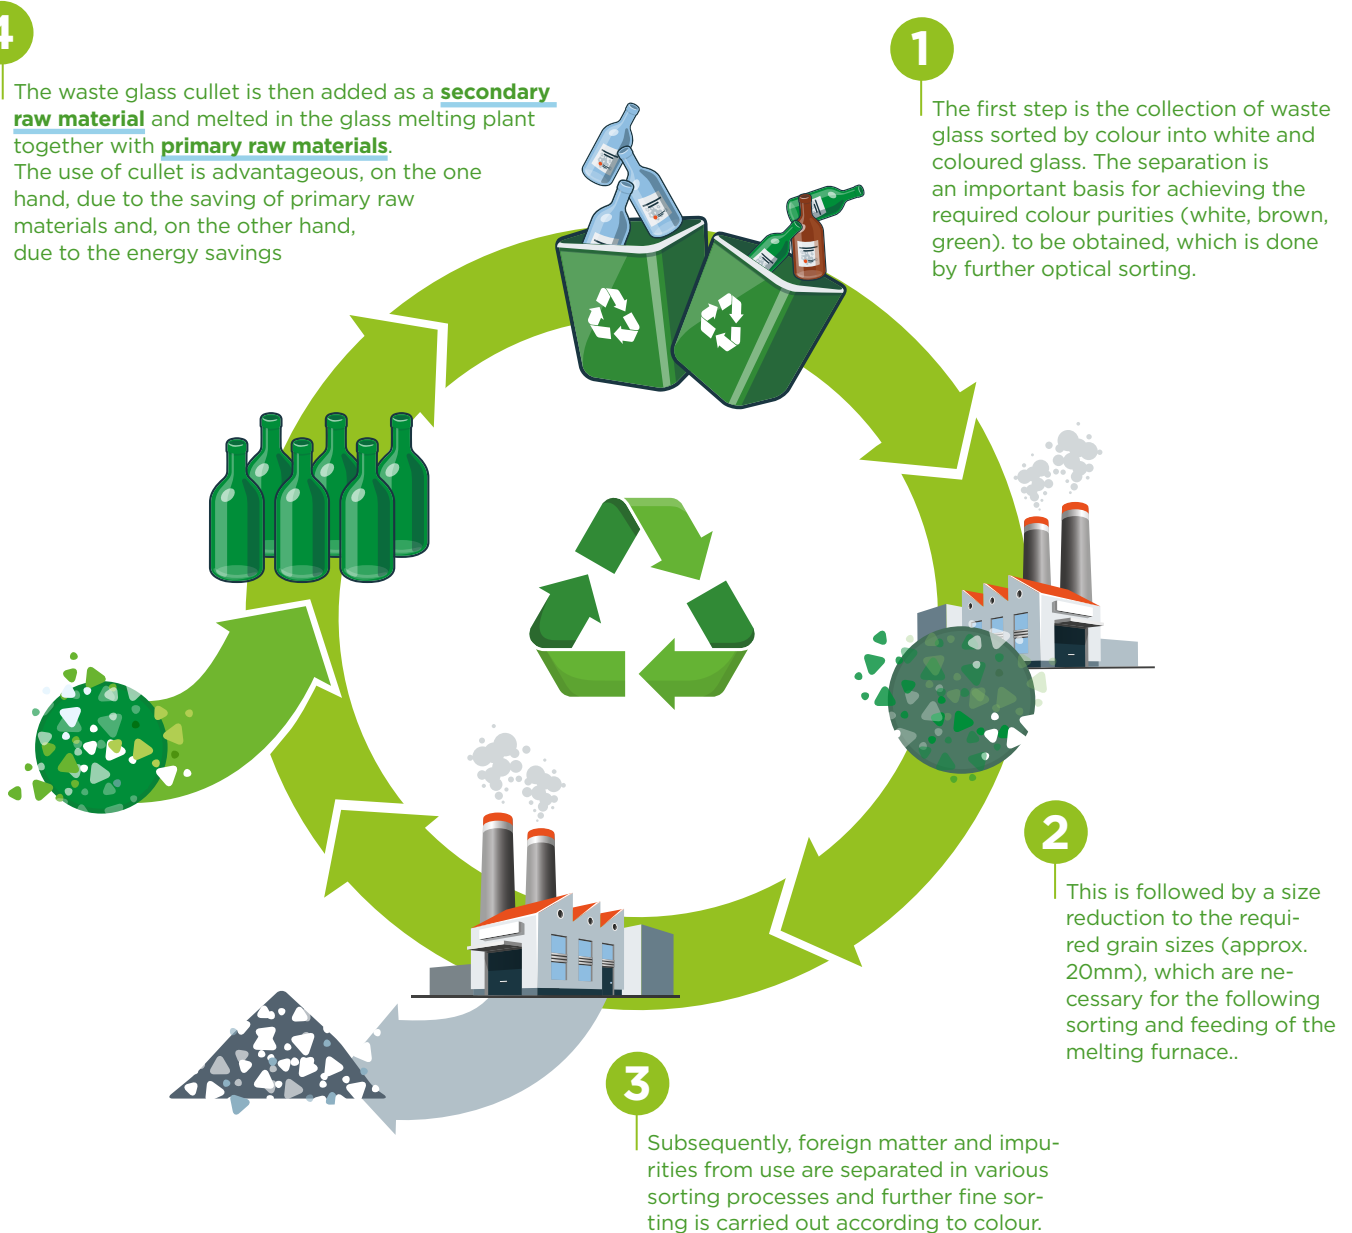 4
The waste glass cullet is then added as a secondary
raw material and melted in the glass melting plant
together with primary raw materials.
The use of cullet is advantageous, on the one
hand, due to the saving of primary raw
materials and, on the other hand,
due to the energy savings
1
The first step is the collection of waste
glass sorted by colour into white and
coloured glass. The separation is
an important basis for achieving the
required colour purities (white, brown,
green). to be obtained, which is done
by further optical sorting.
2
This is followed by a size
reduction to the requi-
red grain sizes (approx.
20mm), which are ne-
cessary for the following
sorting and feeding of the
melting furnace..
3
Subsequently, foreign matter and impu-
rities from use are separated in various
sorting processes and further fine sor-
ting is carried out according to colour.